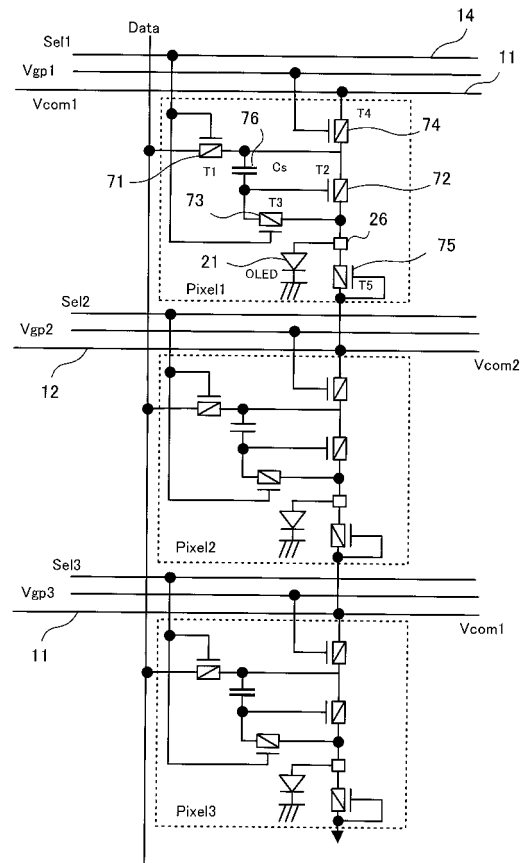 Data
Sel1
14
Vgp1
11
Vcom1
T4
76
74
71
T1
Cs
T2
72
73
T3
26
21
OLED
75
T5
Pixel1
Sel2
Vgp2
12
Vcom2
Pixel2
Sel3
Vgp3
11
Vcom1
Pixel3